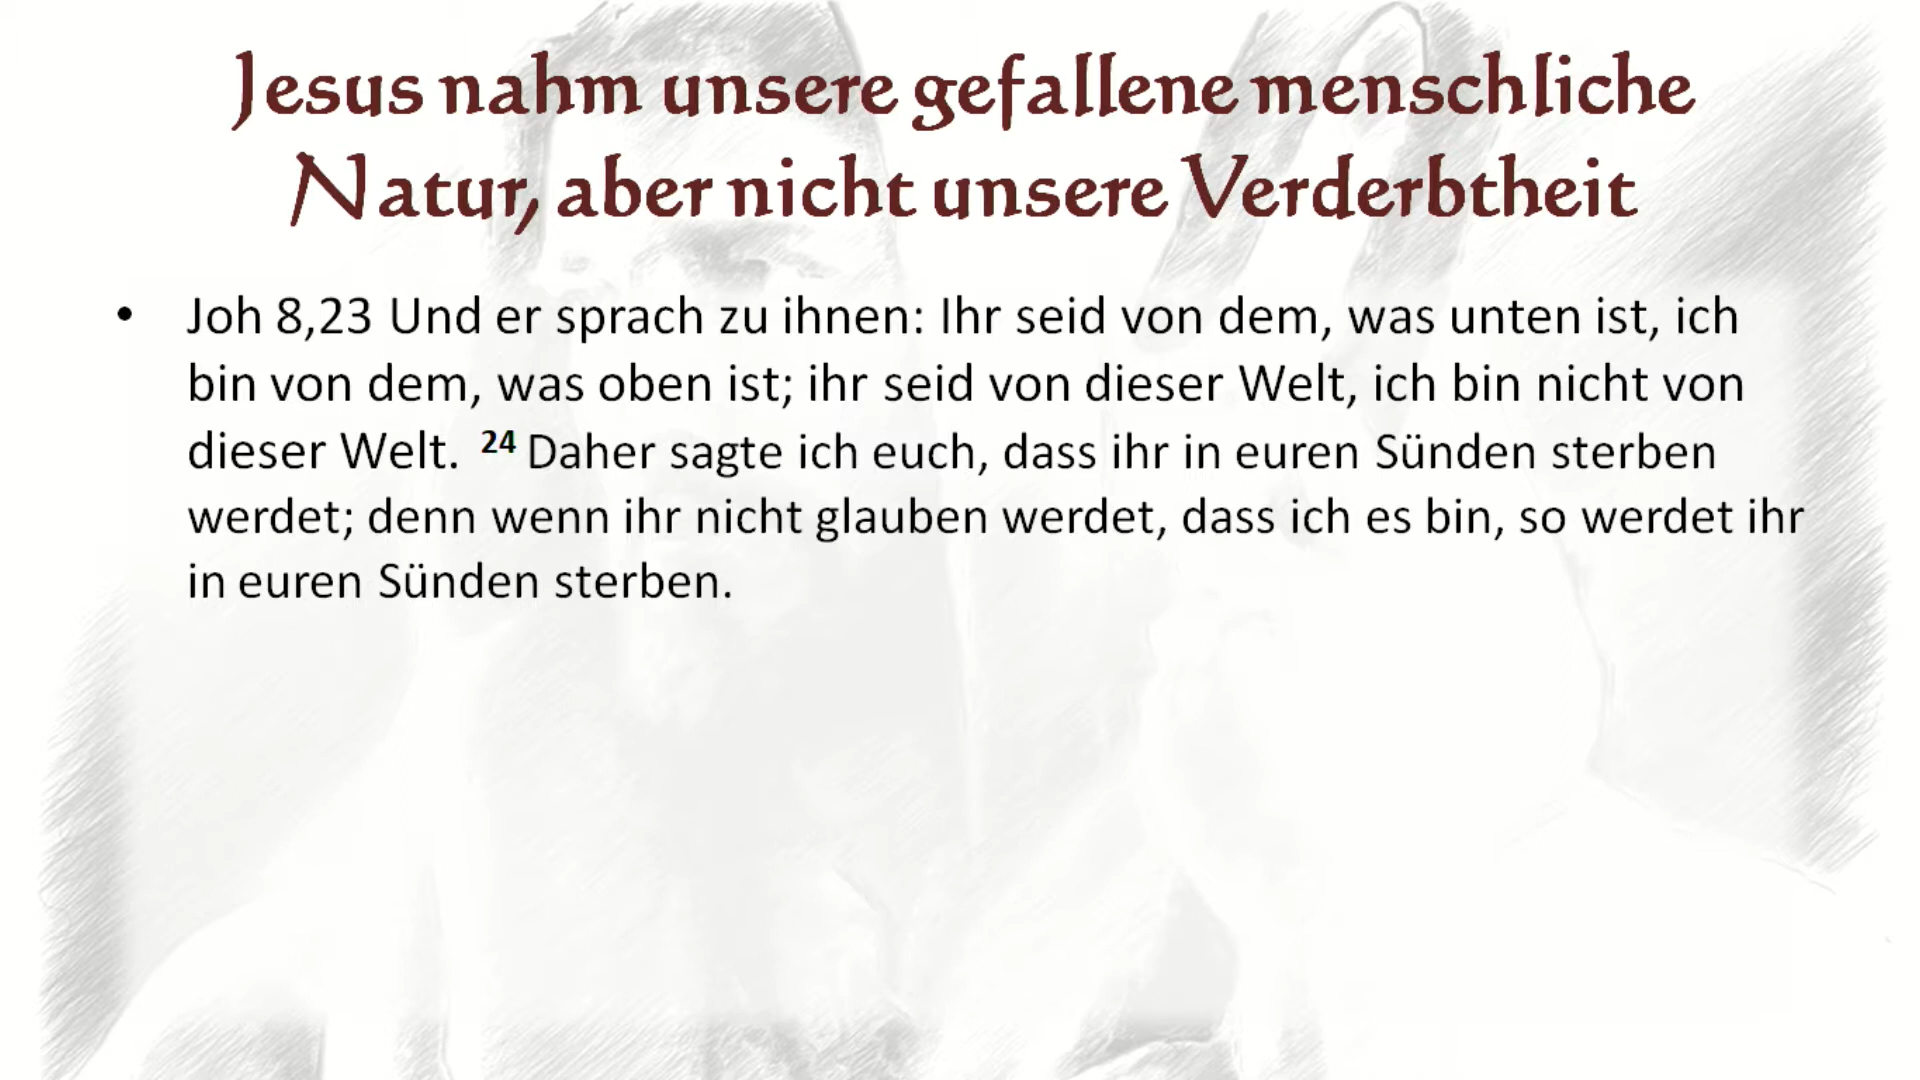 Jesus nahm unsere gefallene menschliche
Natur, aber nicht unsere Verderbtheit
• Joh 8,23 Und er sprach zu ihnen: Ihr seid von dem, was unten ist, ich
bin von dem, was oben ist; ihr seid von dieser Welt, ich bin nicht von
dieser Welt. 24 Daher sagte ich euch, dass ihr in euren Sünden sterben
werdet; denn wenn ihr nicht glauben werdet, dass ich es bin, so werdet ihr
in euren Sünden sterben.